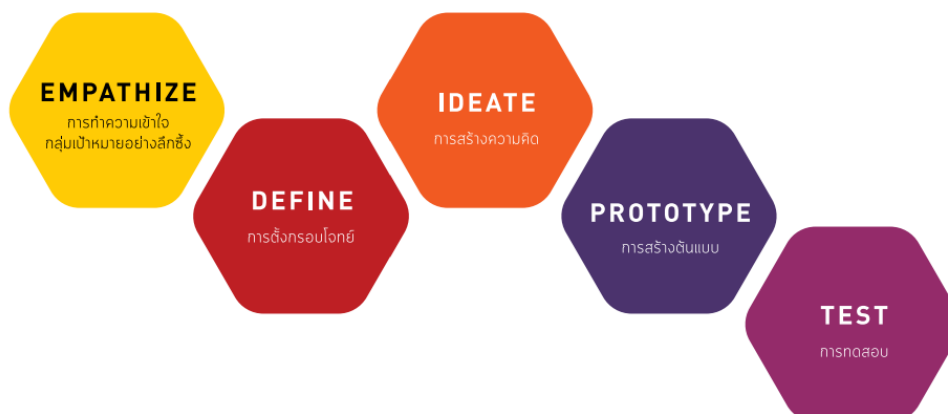 EMPATHIZE
การทำความเข้าใจ
กลุ่มเป้าหมายอย่างลึกซึ้ง
DEFINE
การตั้งกรอบโจทย์
IDEATE
การสร้างความคิด
PROTOTYPE
การสร้างต้นแบบ
TEST
การทดสอบ